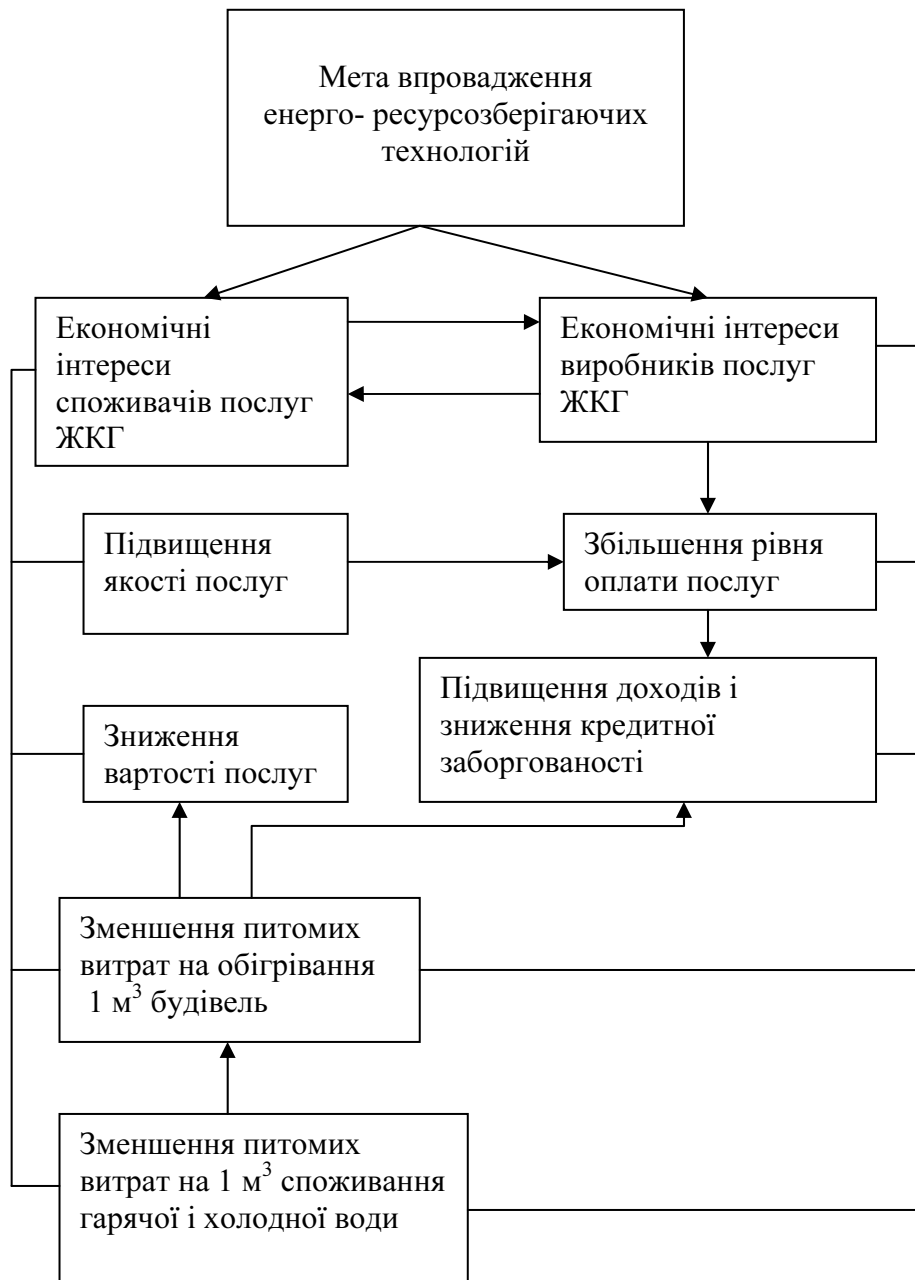 Мета впровадження
енерго- ресурсозберігаючих
технологій
Економічні
інтереси
споживачів послуг
ЖКГ
Економічні інтереси
виробників послуг
ЖКГ
Підвищення
якості послуг
Збільшення рівня
оплати послуг
Зниження
вартості послуг
Підвищення доходів і
зниження кредитної
заборгованості
Зменшення питомих
витрат на обігрівання
1 м³ будівель
Зменшення питомих
витрат на 1 м³ споживання
гарячої і холодної води